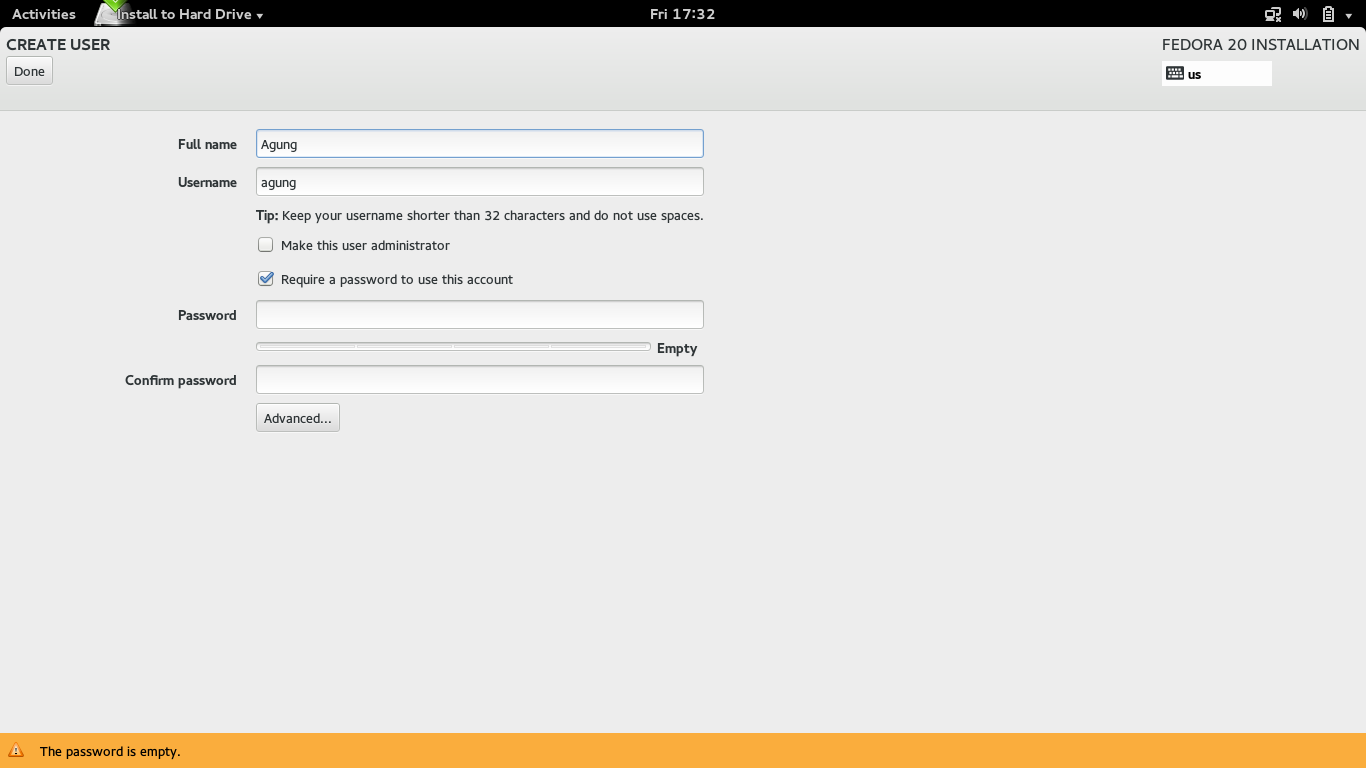 Activities Install to Hard Drive Fri 17:32
CREATE USER FEDORA 20 INSTALLATION
Done us
Full name Agung
Username agung
Tip: Keep your username shorter than 32 characters and do not use spaces.
Make this user administrator
Require a password to use this account
Password
Empty
Confirm password
Advanced...
The password is empty.